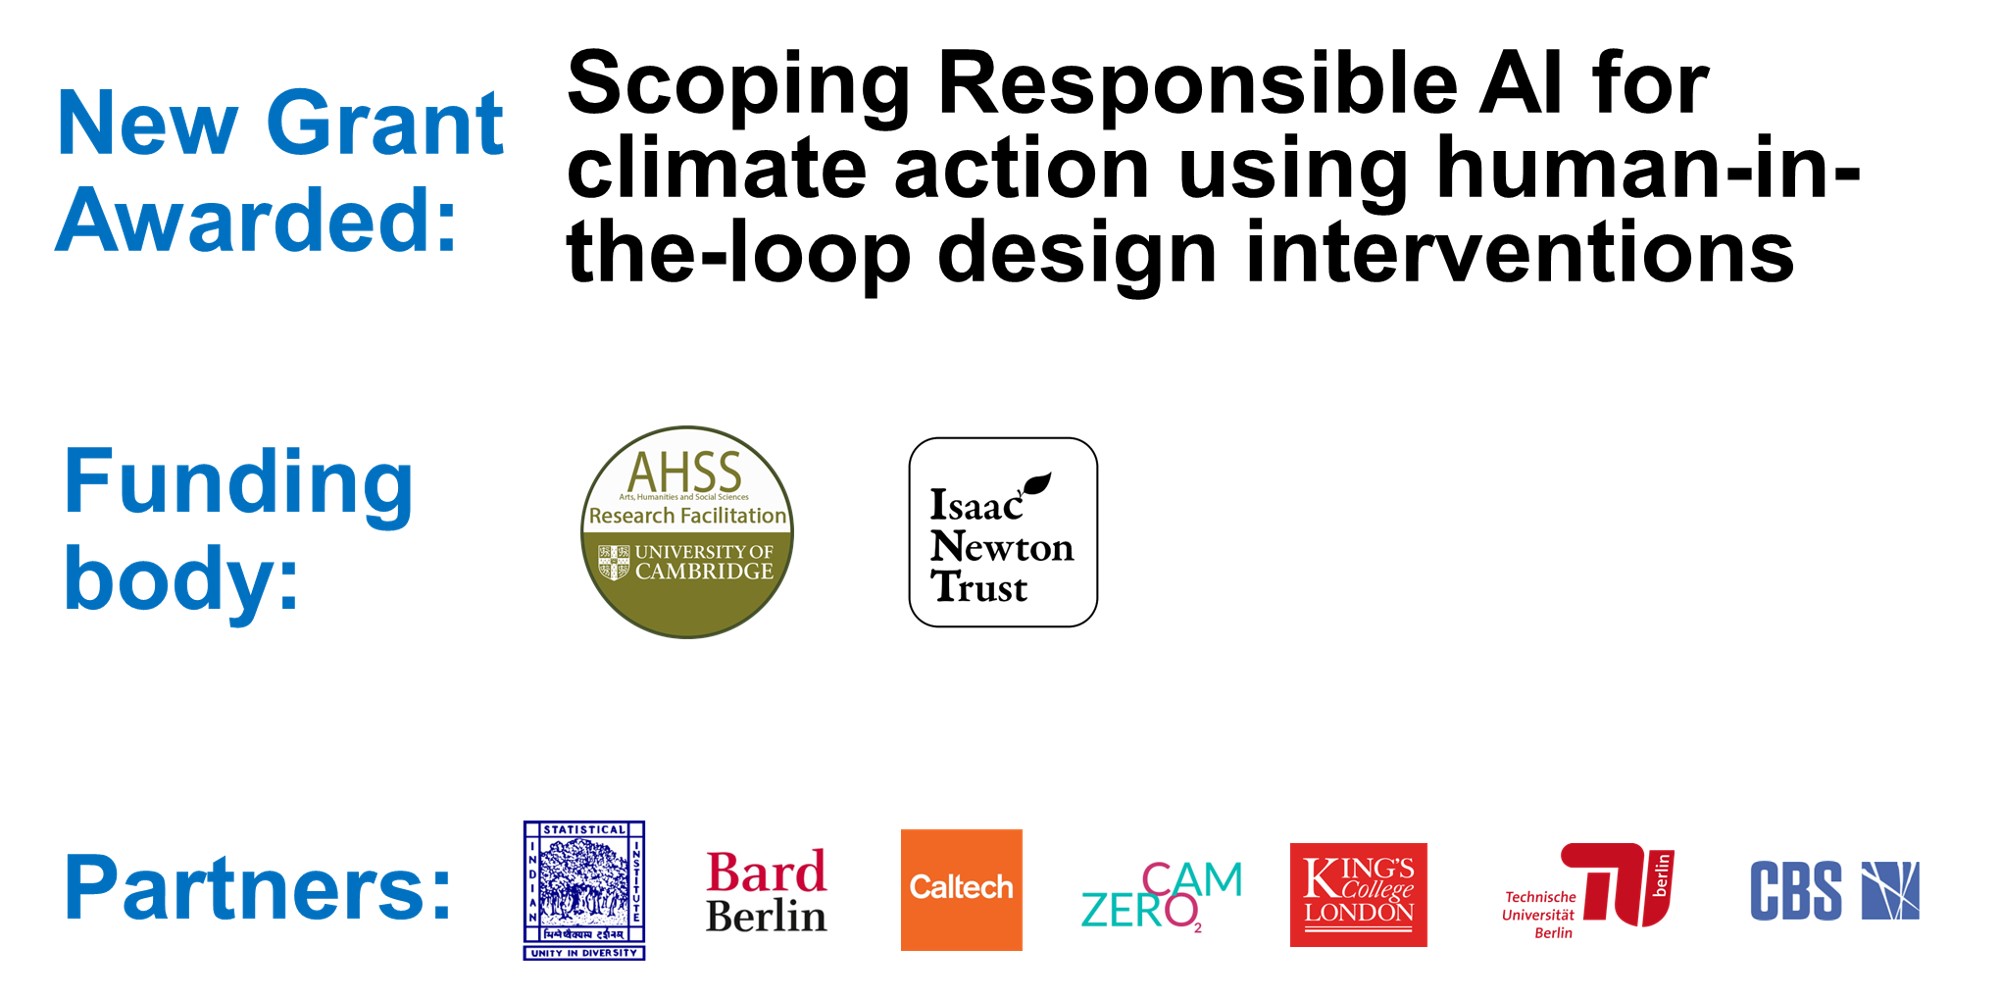 New Grant
Awarded:
Scoping Responsible AI for
climate action using human-in-
the-loop design interventions
Funding
body:
AHSS
Arts, Humanities and Social Sciences
Research Facilitation
UNIVERSITY OF
CAMBRIDGE
Isaac
Newton
Trust
Partners:
STATISTICAL
INDIAN
INSTITUTE
UNITY IN DIVERSITY
Bard
Berlin
Caltech
CAM
ZERO2
KING'S
College
LONDON
Technische
Universität
Berlin
TU
berlin
CBS